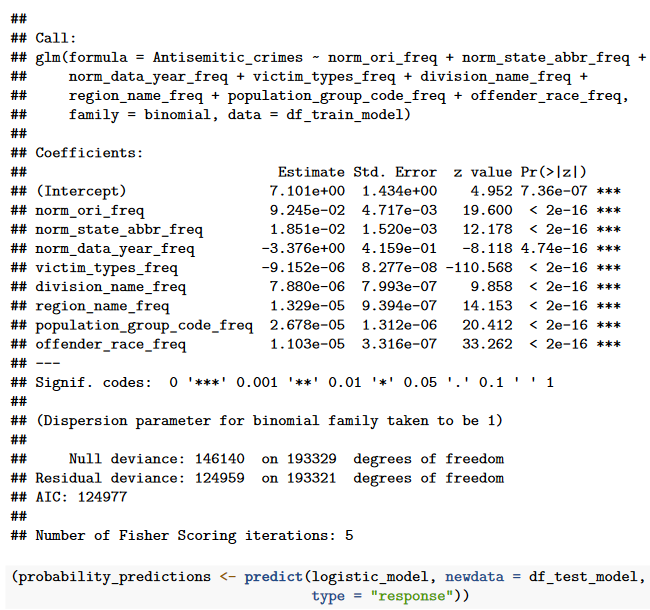 ##
## Call:
## glm(formula = Antisemitic_crimes ~ norm_ori_freq + norm_state_abbr_freq +
##     norm_data_year_freq + victim_types_freq + division_name_freq +
##     region_name_freq + population_group_code_freq + offender_race_freq,
##     family = binomial, data = df_train_model)
##
## Coefficients:
##                              Estimate Std. Error  z value Pr(>|z|)
## (Intercept)                 7.101e+00  1.434e+00    4.952 7.36e-07 ***
## norm_ori_freq               9.245e-02  4.717e-03   19.600  < 2e-16 ***
## norm_state_abbr_freq        1.851e-02  1.520e-03   12.178  < 2e-16 ***
## norm_data_year_freq        -3.376e+00  4.159e-01   -8.118 4.74e-16 ***
## victim_types_freq          -9.152e-06  8.277e-08 -110.568  < 2e-16 ***
## division_name_freq          7.880e-06  7.993e-07    9.858  < 2e-16 ***
## region_name_freq            1.329e-05  9.394e-07   14.153  < 2e-16 ***
## population_group_code_freq  2.678e-05  1.312e-06   20.412  < 2e-16 ***
## offender_race_freq          1.103e-05  3.316e-07   33.262  < 2e-16 ***
## ---
## Signif. codes:  0 '***' 0.001 '**' 0.01 '*' 0.05 '.' 0.1 ' ' 1
##
## (Dispersion parameter for binomial family taken to be 1)
##
##     Null deviance: 146140  on 193329  degrees of freedom
## Residual deviance: 124959  on 193321  degrees of freedom
## AIC: 124977
##
## Number of Fisher Scoring iterations: 5
(probability_predictions <- predict(logistic_model, newdata = df_test_model,
                                    type = "response"))